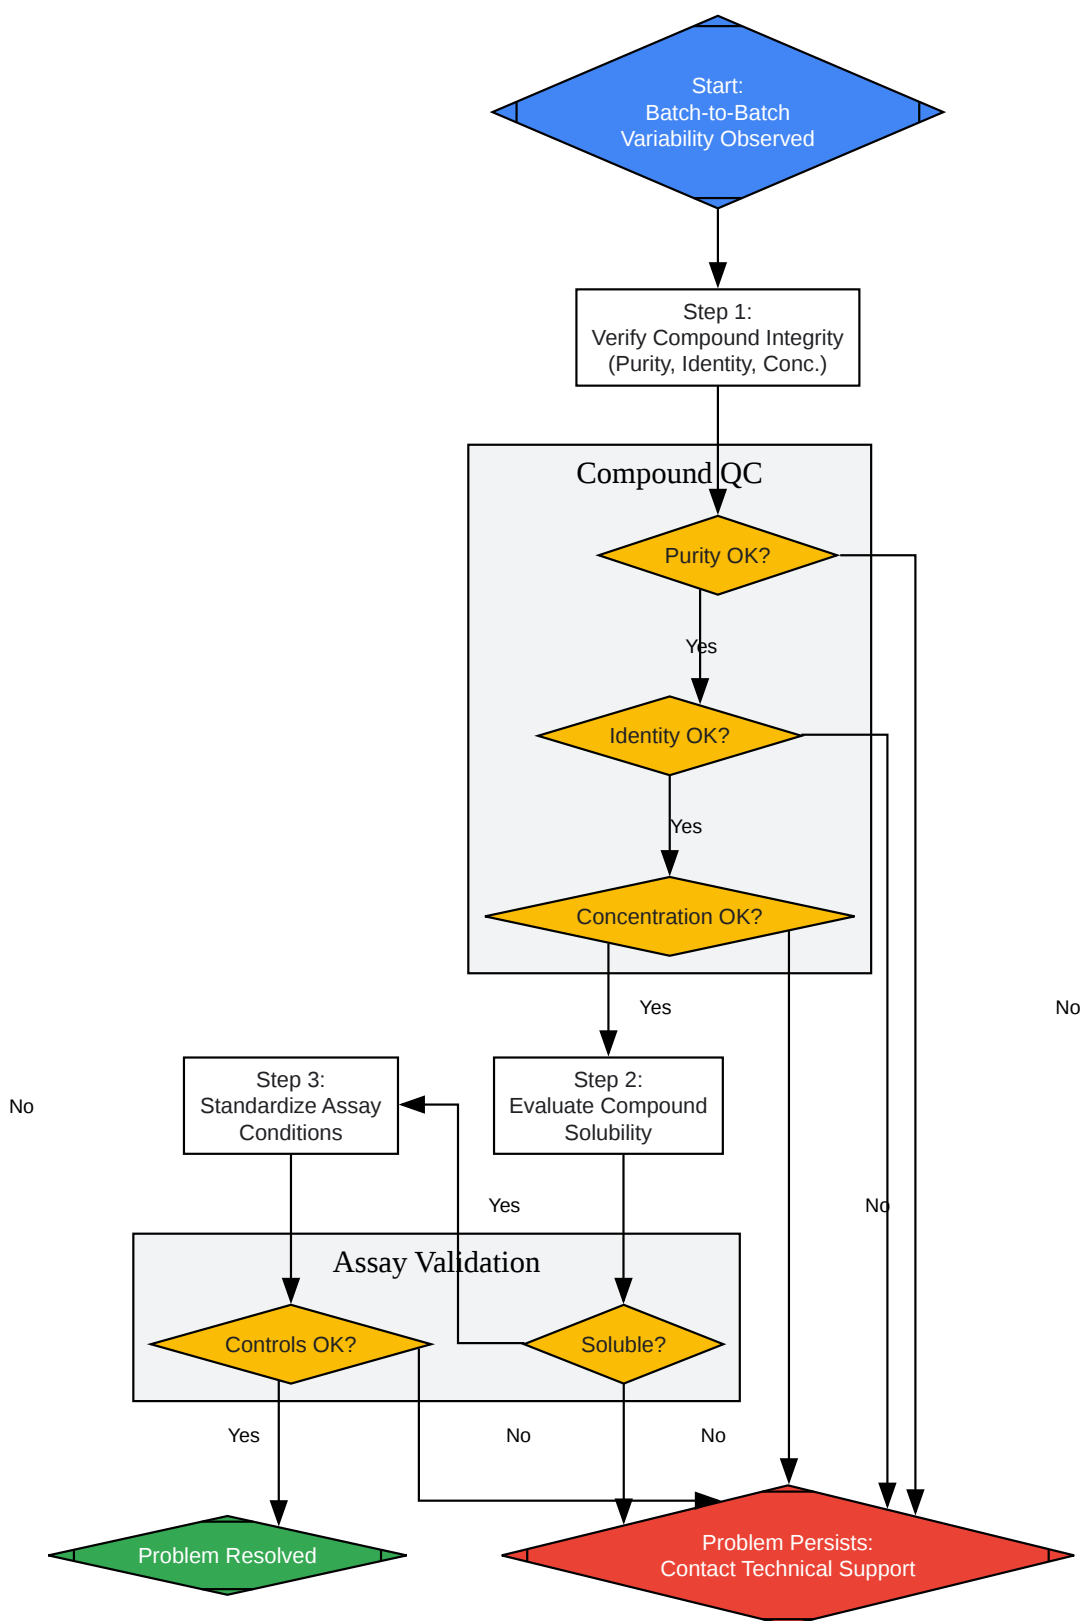 Start:
Batch-to-Batch
Variability Observed
Step 1:
Verify Compound Integrity
(Purity, Identity, Conc.)
Compound QC
Purity OK?
Yes
Identity OK?
Yes
Concentration OK?
Yes
No
Step 3:
Standardize Assay
Conditions
Step 2:
Evaluate Compound
Solubility
No
Yes
No
Assay Validation
Controls OK?
Soluble?
Yes
No
No
Problem Resolved
Problem Persists:
Contact Technical Support